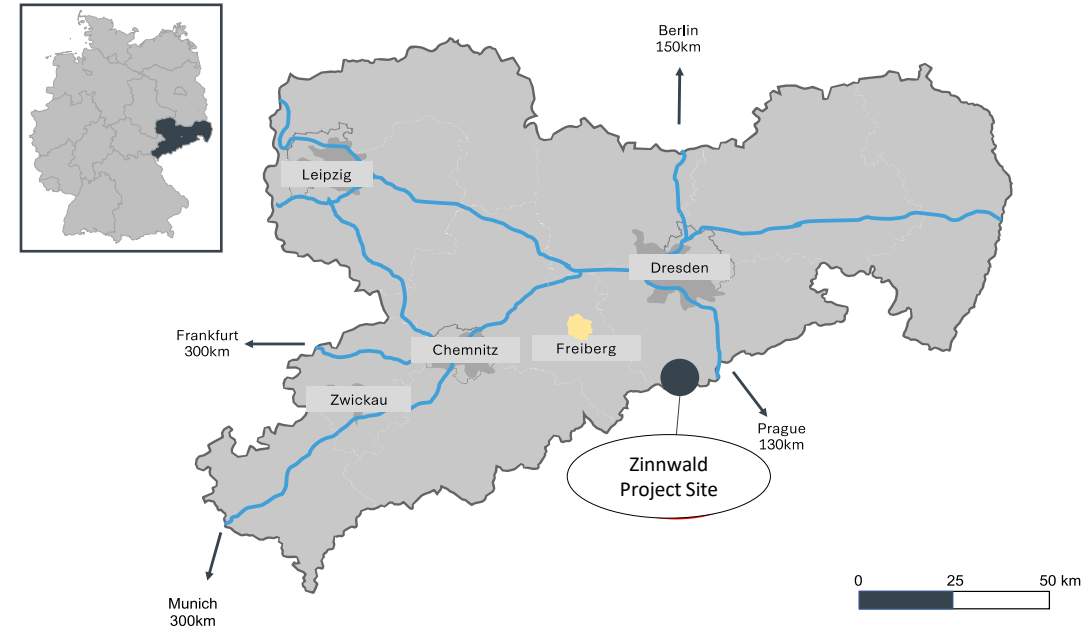 Berlin
150km
Leipzig
Dresden
Frankfurt
300km
Chemnitz
Freiberg
Zwickau
Prague
130km
Zinnwald
Project Site
0 25 50 km
Munich
300km